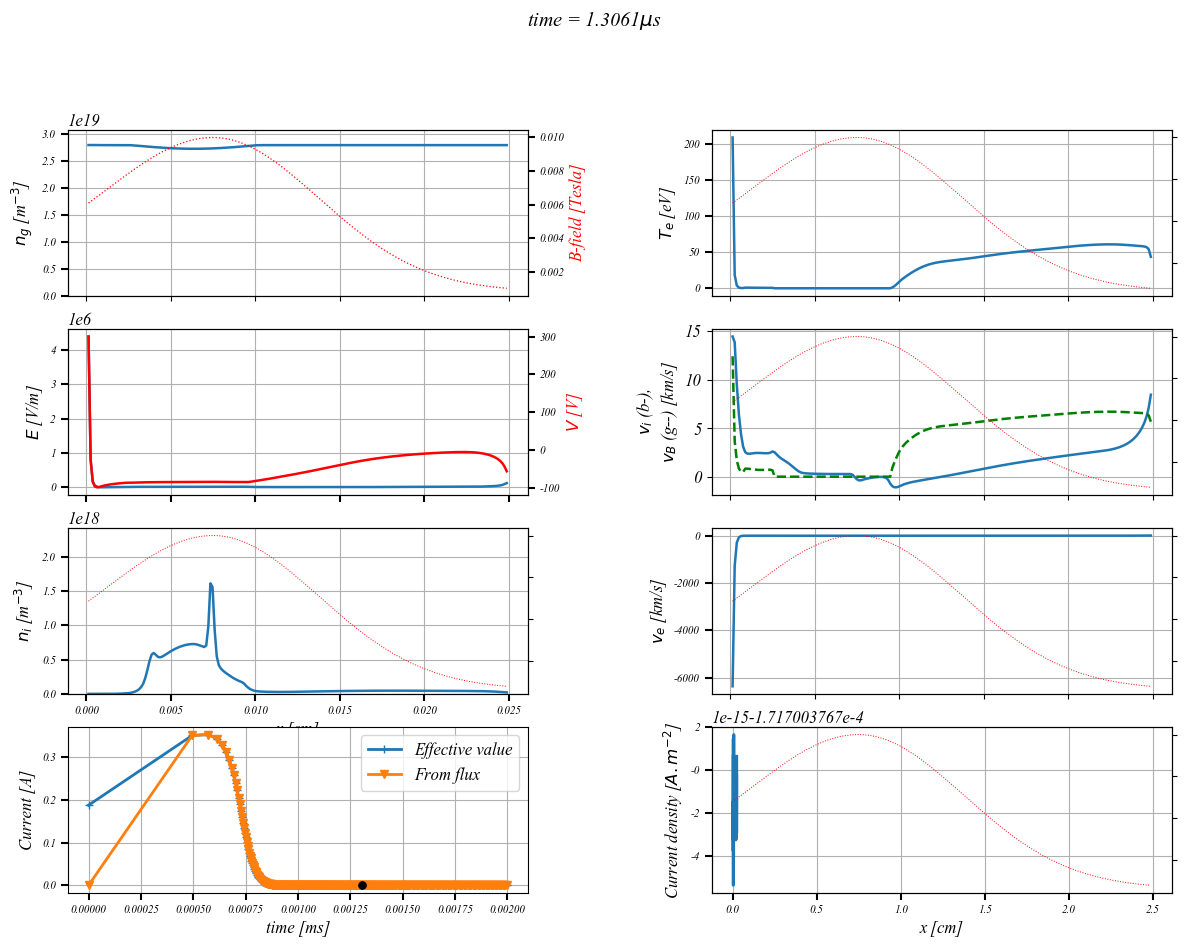 time = 1.3061μs
1e19
3.0
2.5
2.0
1.5
1.0
0.5
0.0
n_g [m^{-3}]
0.010
0.008
0.006
0.004
0.002
B-field [Tesla]
200
150
100
50
0
T_e [eV]
1e6
4
3
2
1
0
E [V/m]
300
200
100
0
-100
V [V]
15
10
5
0
v_i (b-),
v_B (g--) [km/s]
1e18
2.0
1.5
1.0
0.5
0.0
n_i [m^{-3}]
0.000 0.005 0.010 0.015 0.020 0.025
0
-2000
-4000
-6000
v_e [km/s]
0.3
0.2
0.1
0.0
Current [A]
Effective value
From flux
0.00000 0.00025 0.00050 0.00075 0.00100 0.00125 0.00150 0.00175 0.00200
time [ms]
1e-15-1.717003767e-4
2
-0
-2
-4
Current density [A.m^{-2}]
0.0 0.5 1.0 1.5 2.0 2.5
x [cm]